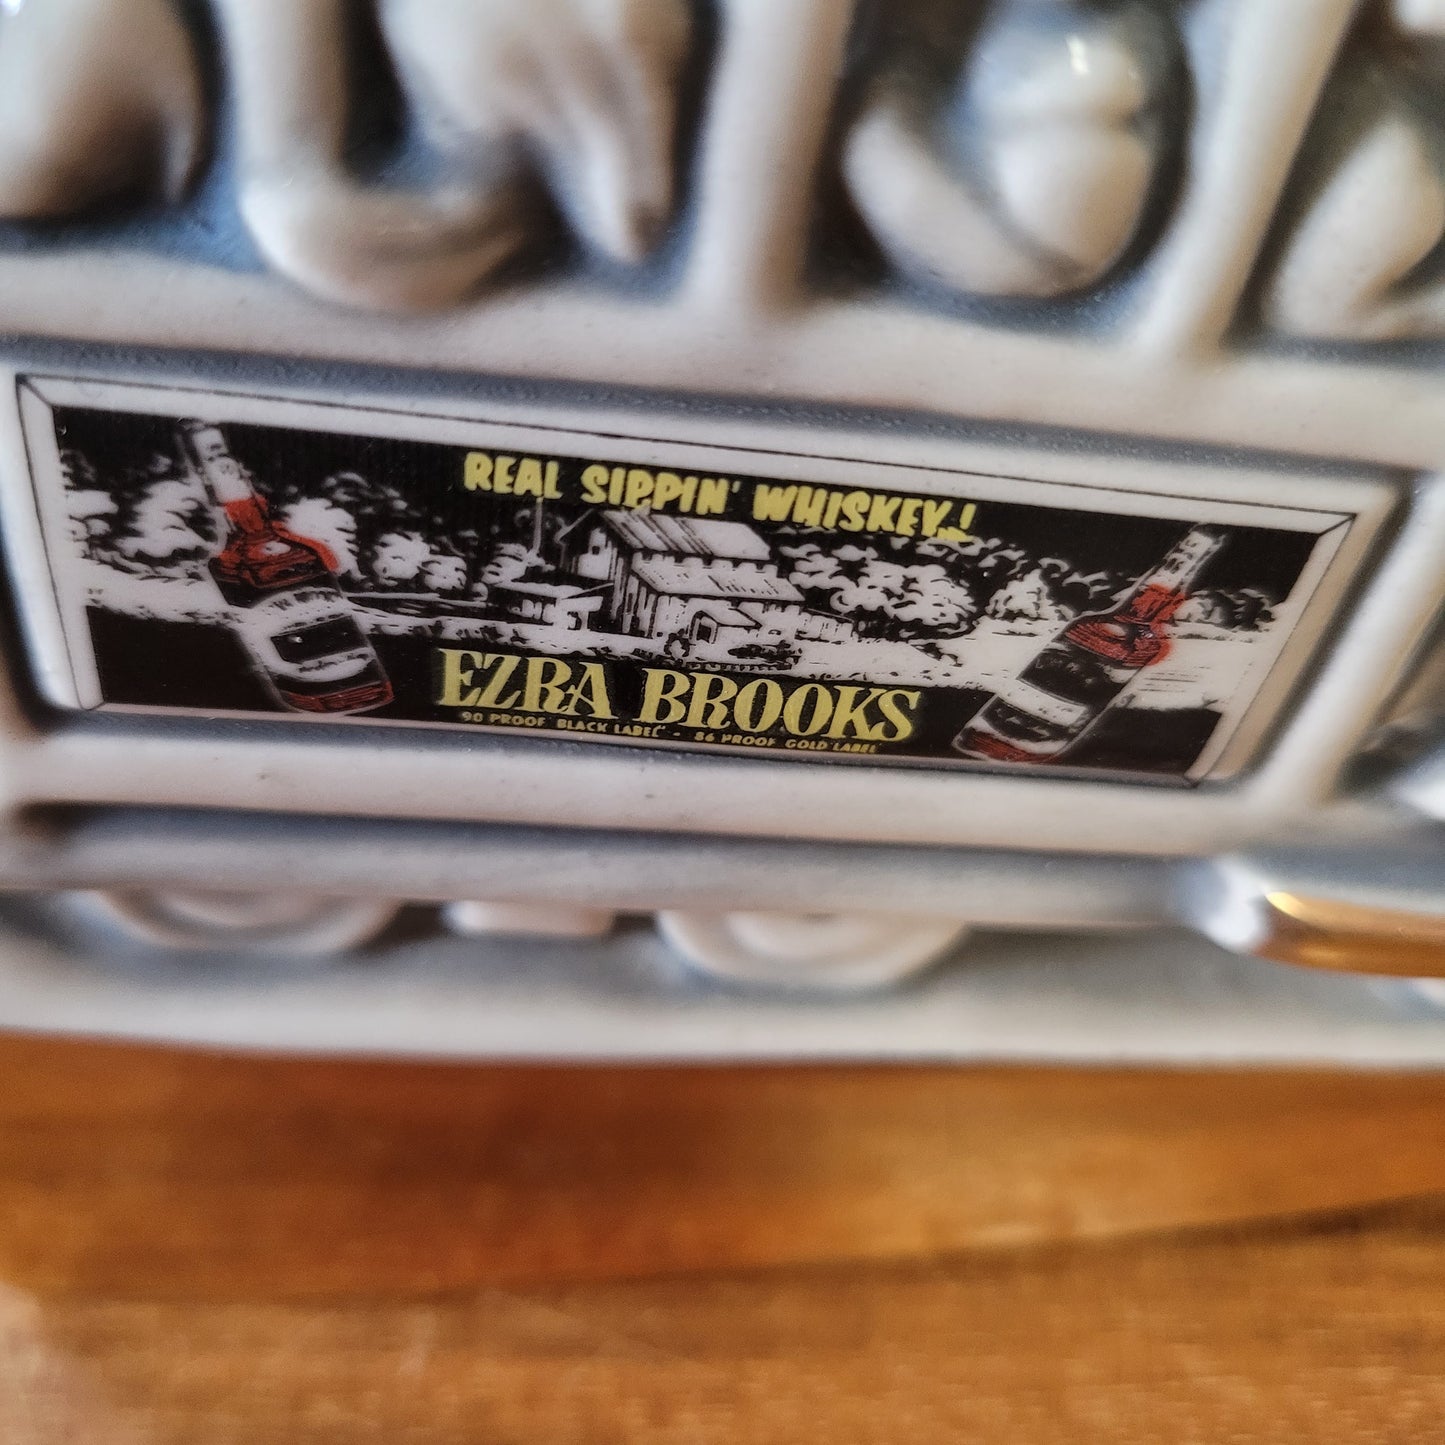 REAL SIPPIN' WHISKEY..!
EZRA BROOKS
90 PROOF BLACK LABEL - 86 PROOF GOLD LABEL